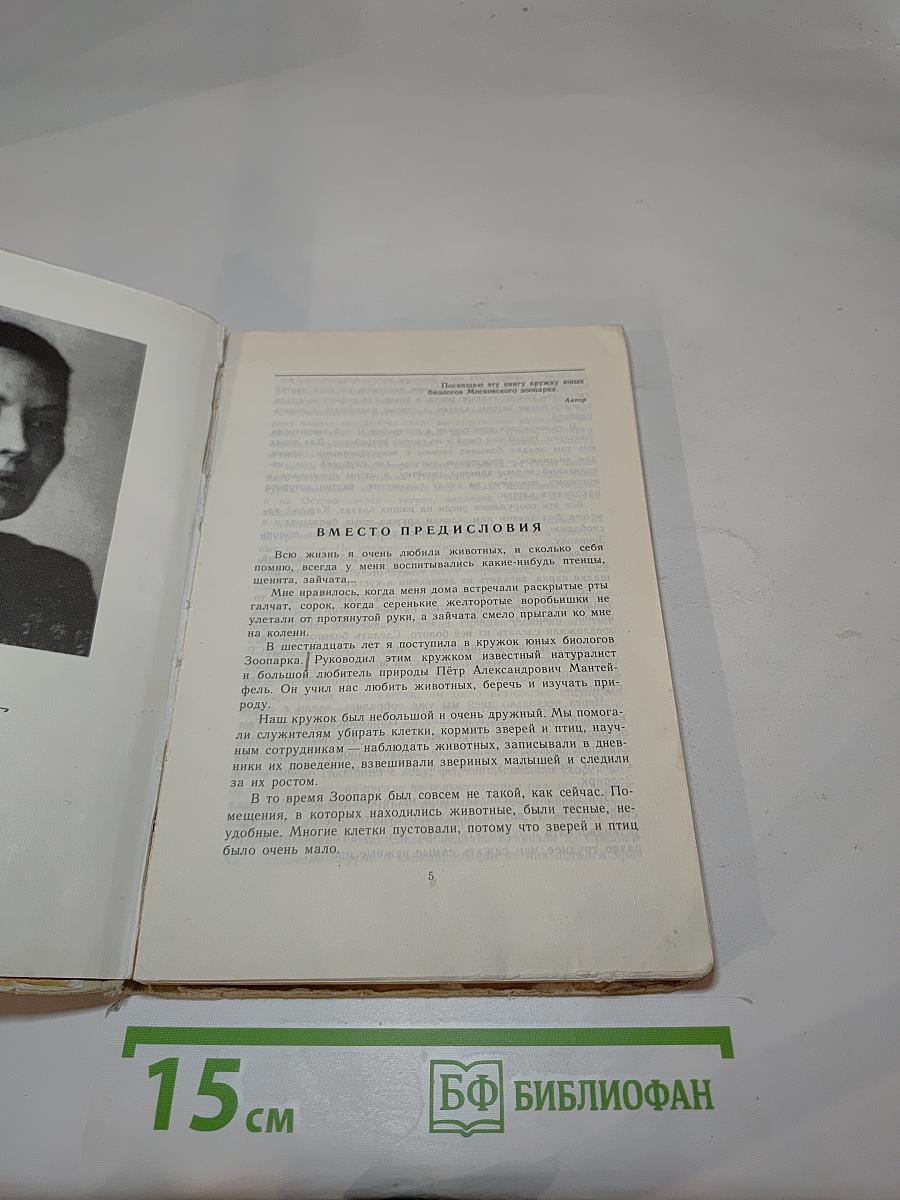 Посвящаю эту книгу кружку юных
биологов Московского зоопарка.
Автор
ВМЕСТО ПРЕДИСЛОВИЯ
Всю жизнь я очень любила животных, и сколько себя
помню, всегда у меня воспитывались какие-нибудь птенцы,
щенята, зайчата...
Мне нравилось, когда меня дома встречали раскрытые рты
галчат, сорок, когда серенькие желторотые воробьишки не
улетали от протянутой руки, а зайчата смело прыгали ко мне
на колени.
В шестнадцать лет я поступила в кружок юных биологов
Зоопарка. Руководил этим кружком известный натуралист
и большой любитель природы Пётр Александрович Мантей-
фель. Он учил нас любить животных, беречь и изучать при-
роду.
Наш кружок был небольшой и очень дружный. Мы помога-
ли служителям убирать клетки, кормить зверей и птиц, науч-
ным сотрудникам — наблюдать животных, записывали в днев-
ники их поведение, взвешивали звериных малышей и следили
за их ростом.
В то время Зоопарк был совсем не такой, как сейчас. По-
мещения, в которых находились животные, были тесные, не-
удобные. Многие клетки пустовали, потому что зверей и птиц
было очень мало.
5
15 см
БФ БИБЛИОФАН